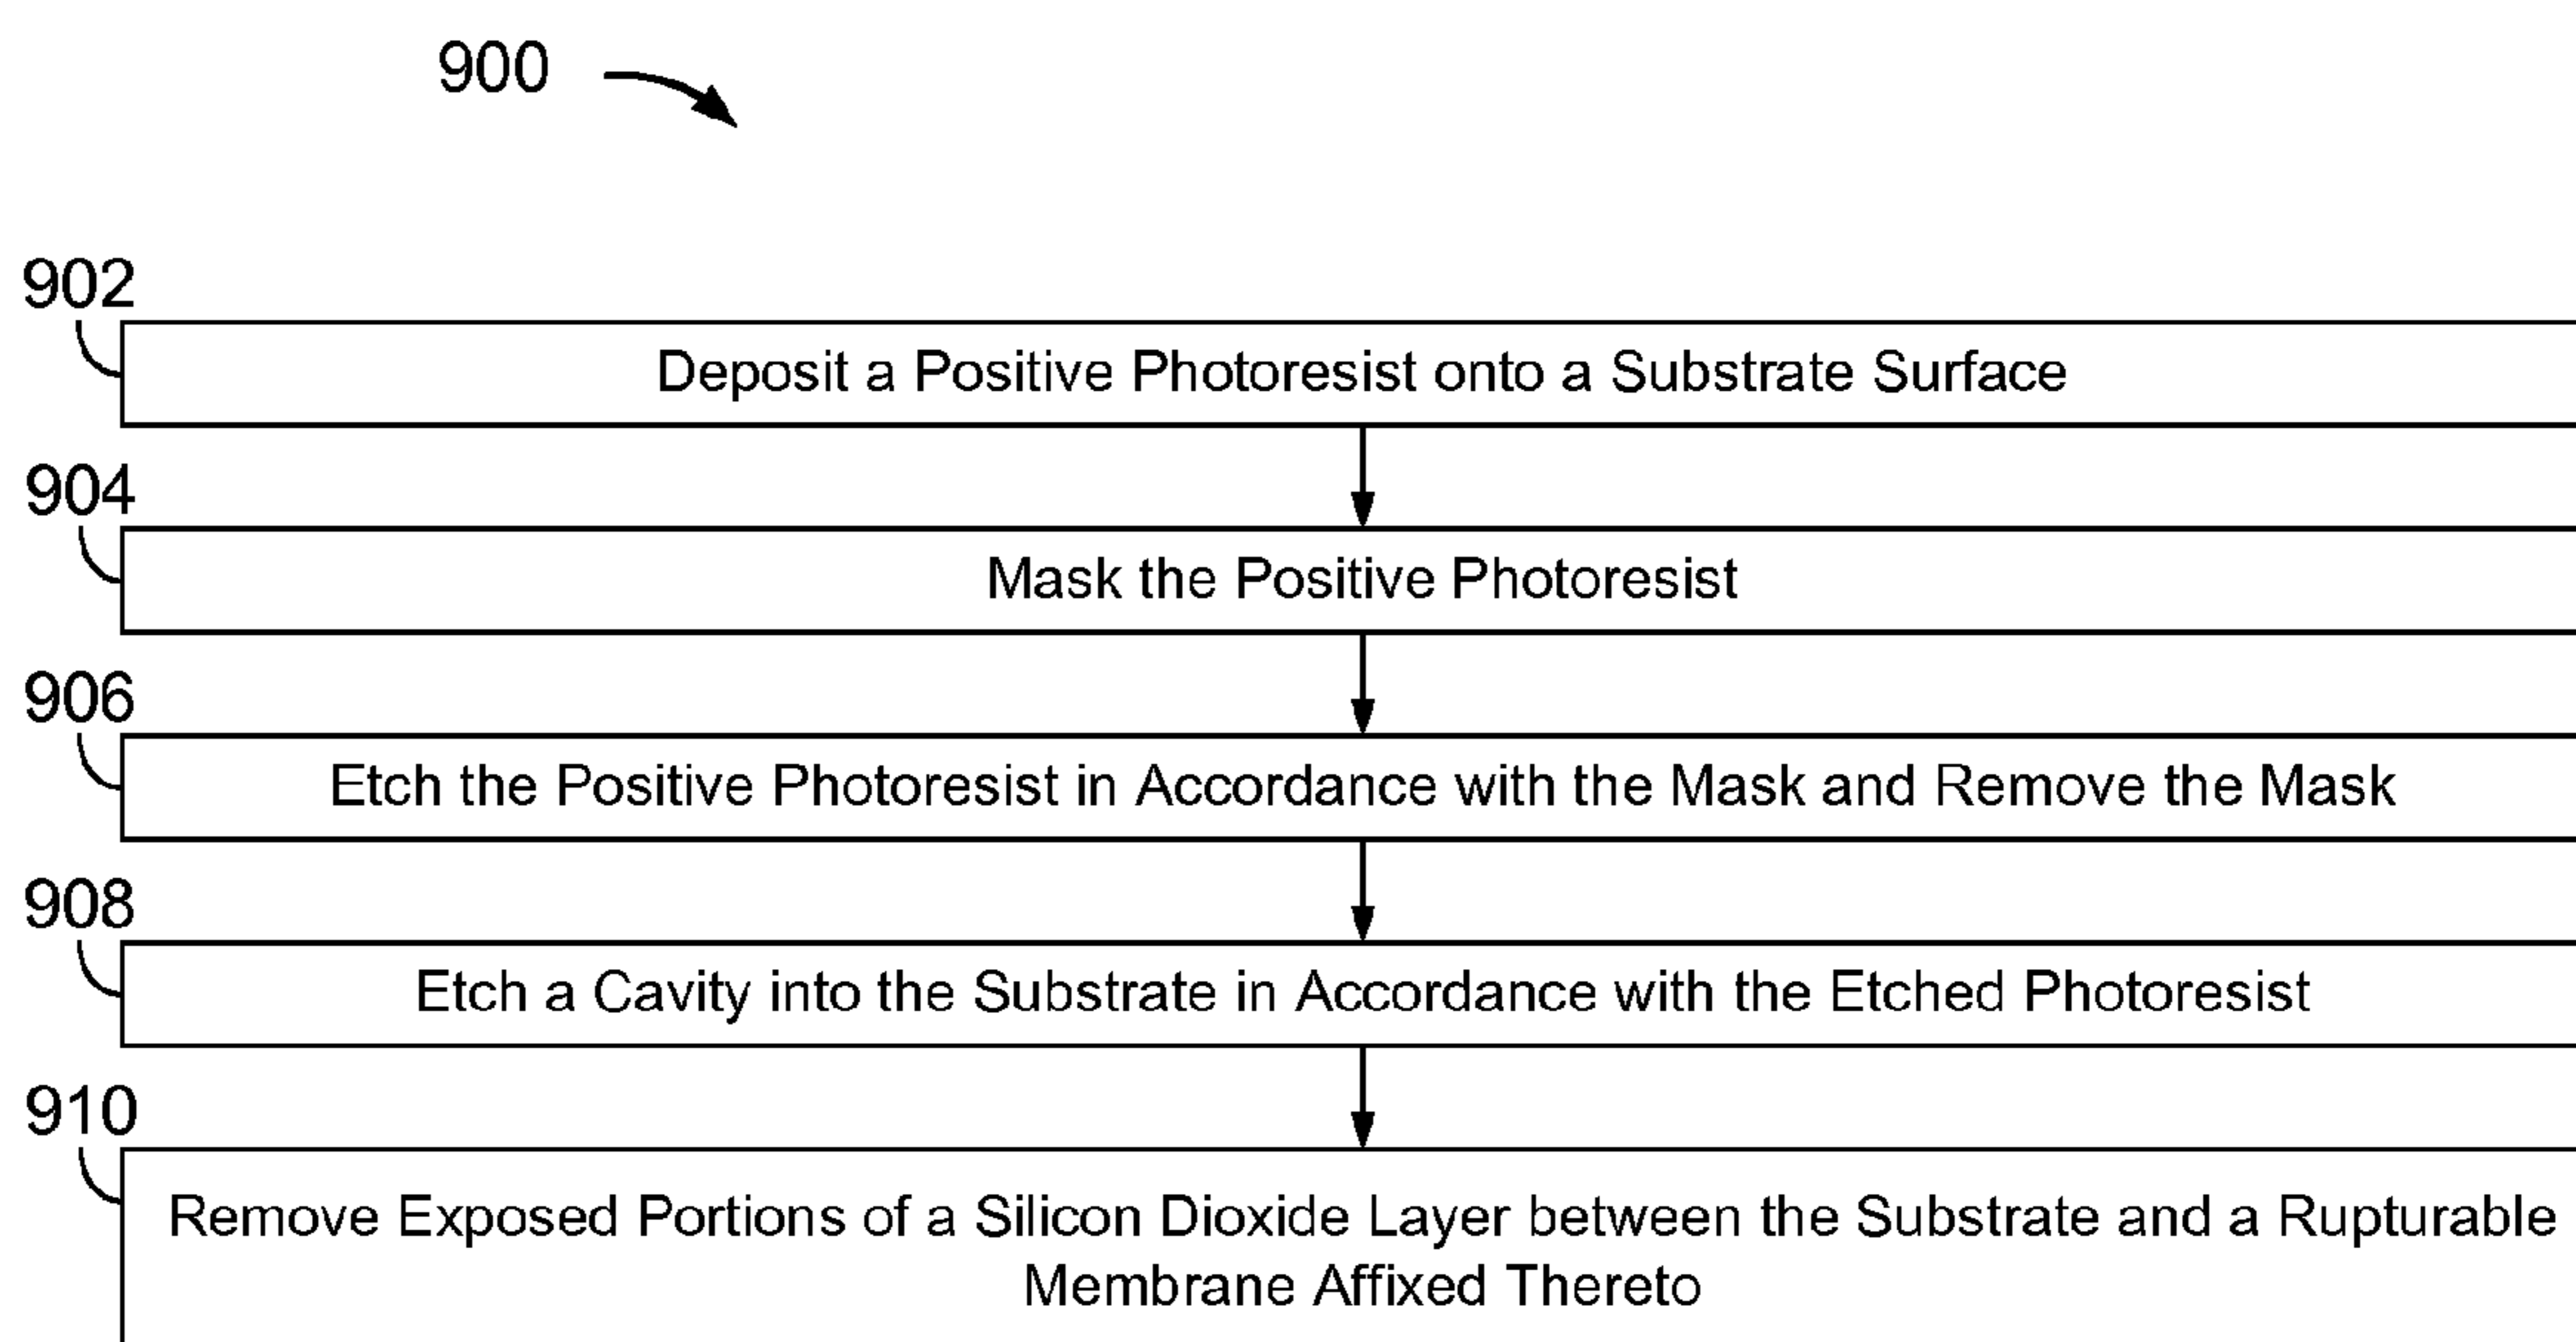 900
902
Deposit a Positive Photoresist onto a Substrate Surface
904
Mask the Positive Photoresist
906
Etch the Positive Photoresist in Accordance with the Mask and Remove the Mask
908
Etch a Cavity into the Substrate in Accordance with the Etched Photoresist
910
Remove Exposed Portions of a Silicon Dioxide Layer between the Substrate and a Rupturable
Membrane Affixed Thereto